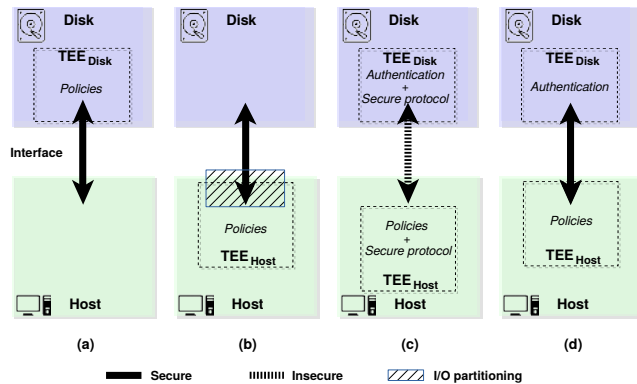 Disk
TEE Disk
Policies
Interface
Host
(a)
Disk
Policies
TEE Host
Host
(b)
Disk
TEE Disk
Authentication
+
Secure protocol
Policies
+
Secure protocol
TEE Host
Host
(c)
Disk
TEE Disk
Authentication
Policies
TEE Host
Host
(d)
Secure
Insecure
I/O partitioning